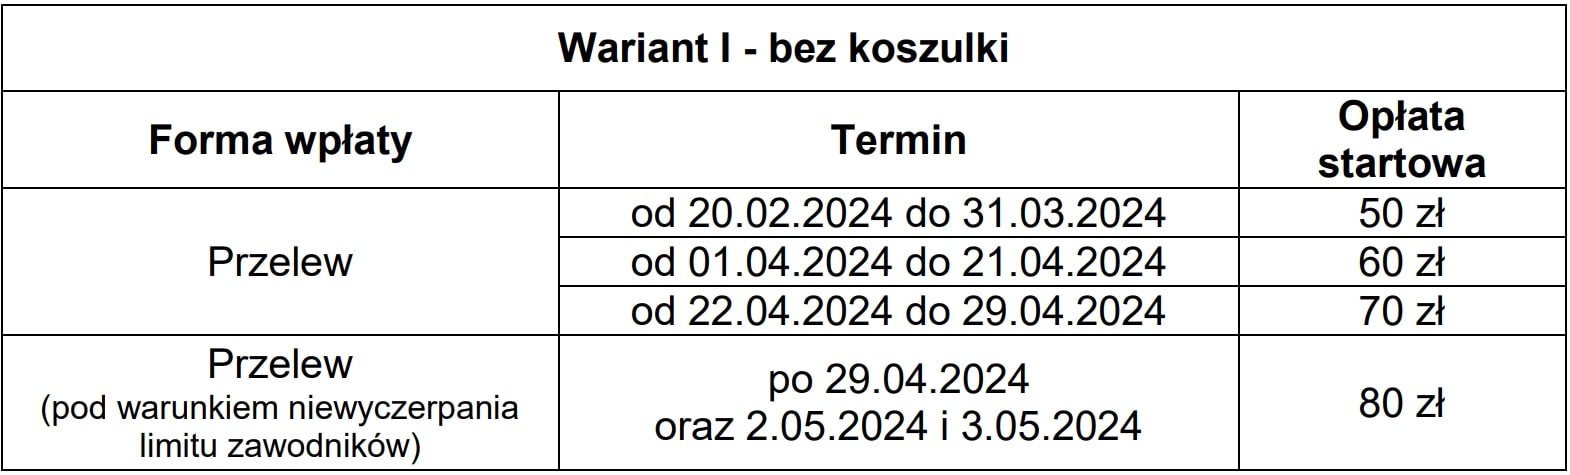 Wariant I - bez koszulki
Forma wpłaty
Termin
Opłata
startowa
Przelew
od 20.02.2024 do 31.03.2024
50 zł
od 01.04.2024 do 21.04.2024
60 zł
od 22.04.2024 do 29.04.2024
70 zł
Przelew
(pod warunkiem niewyczerpania
limitu zawodników)
po 29.04.2024
oraz 2.05.2024 i 3.05.2024
80 zł